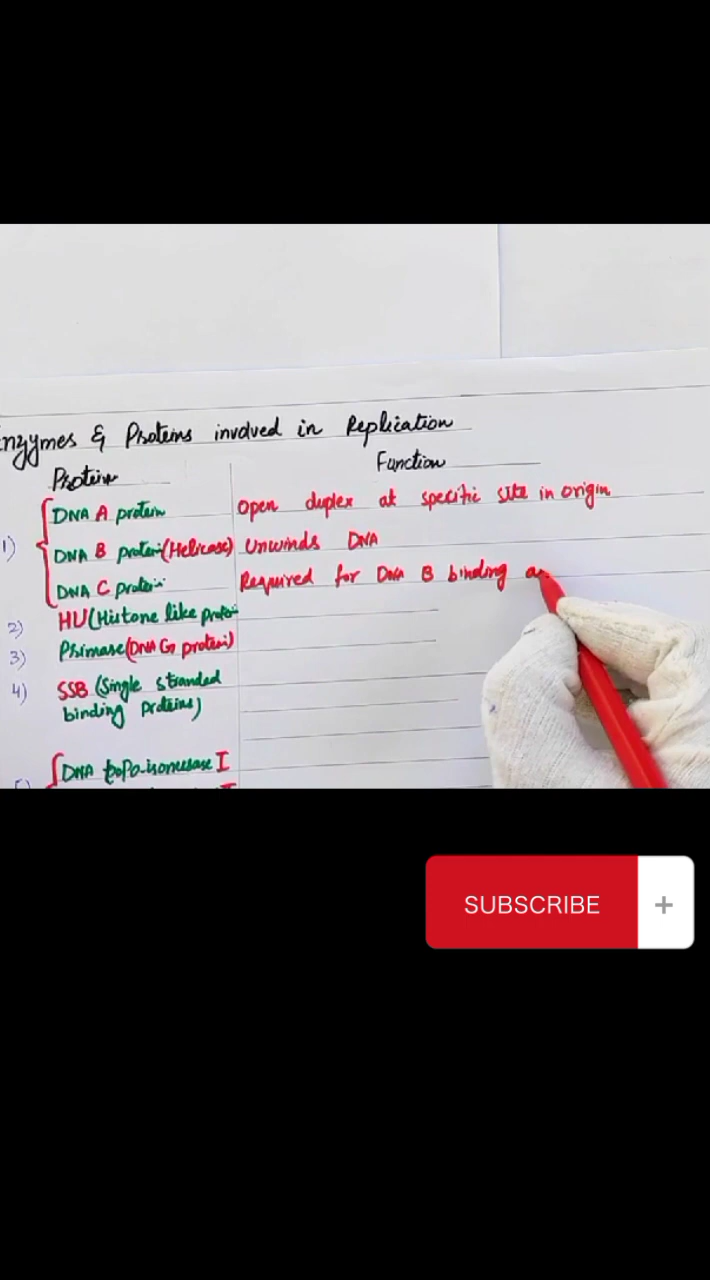 nzymes & Proteins involved in Replication
Protein Function
1) DNA A protein Open duplex at specific site in origin
DNA B protein (Helicase) Unwinds DNA
DNA C protein Required for DNA B binding
2) HU (Histone like protein
3) Primase (DNA G protein)
4) SSB (Single stranded
binding proteins)
DNA I
SUBSCRIBE +